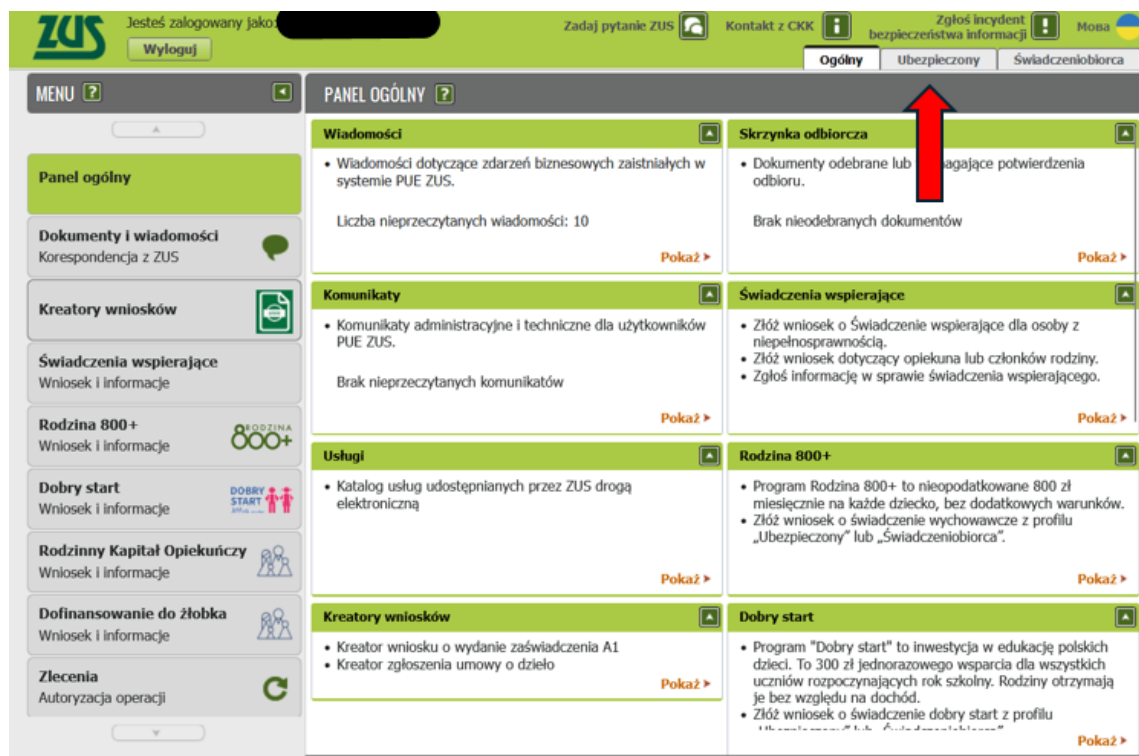 ZUS
Jesteś zalogowany jako:
Wyloguj
Zadaj pytanie ZUS
Kontakt z CKK
Zgłoś incydent
bezpieczeństwa informacji
Мова
Ogólny
Ubezpieczony
Świadczeniobiorca
MENU ?
Panel ogólny
Dokumenty i wiadomości
Korespondencja z ZUS
Kreatory wniosków
Świadczenia wspierające
Wniosek i informacje
Rodzina 800+
Wniosek i informacje
RODZINA
800+
Dobry start
Wniosek i informacje
DOBRY
START
Rodzinny Kapitał Opiekuńczy
Wniosek i informacje
Dofinansowanie do żłobka
Wniosek i informacje
Zlecenia
Autoryzacja operacji
PANEL OGÓLNY ?
Wiadomości
• Wiadomości dotyczące zdarzeń biznesowych zaistniałych w
systemie PUE ZUS.
Liczba nieprzeczytanych wiadomości: 10
Pokaż
Skrzynka odbiorcza
• Dokumenty odebrane lub agające potwierdzenia
odbioru.
Brak nieodebranych dokumentów
Pokaż
Komunikaty
• Komunikaty administracyjne i techniczne dla użytkowników
PUE ZUS.
Brak nieprzeczytanych komunikatów
Pokaż
Świadczenia wspierające
• Złóż wniosek o Świadczenie wspierające dla osoby z
niepełnosprawnością.
• Złóż wniosek dotyczący opiekuna lub członków rodziny.
• Zgłoś informację w sprawie świadczenia wspierającego.
Pokaż
Usługi
• Katalog usług udostępnianych przez ZUS drogą
elektroniczną
Pokaż
Rodzina 800+
• Program Rodzina 800+ to nieopodatkowane 800 zł
miesięcznie na każde dziecko, bez dodatkowych warunków.
• Złóż wniosek o świadczenie wychowawcze z profilu
„Ubezpieczony” lub „Świadczeniobiorca”.
Pokaż
Kreatory wniosków
• Kreator wniosku o wydanie zaświadczenia A1
• Kreator zgłoszenia umowy o dzieło
Pokaż
Dobry start
• Program "Dobry start" to inwestycja w edukację polskich
dzieci. To 300 zł jednorazowego wsparcia dla wszystkich
uczniów rozpoczynających rok szkolny. Rodziny otrzymają
je bez względu na dochód.
• Złóż wniosek o świadczenie dobry start z profilu
Pokaż